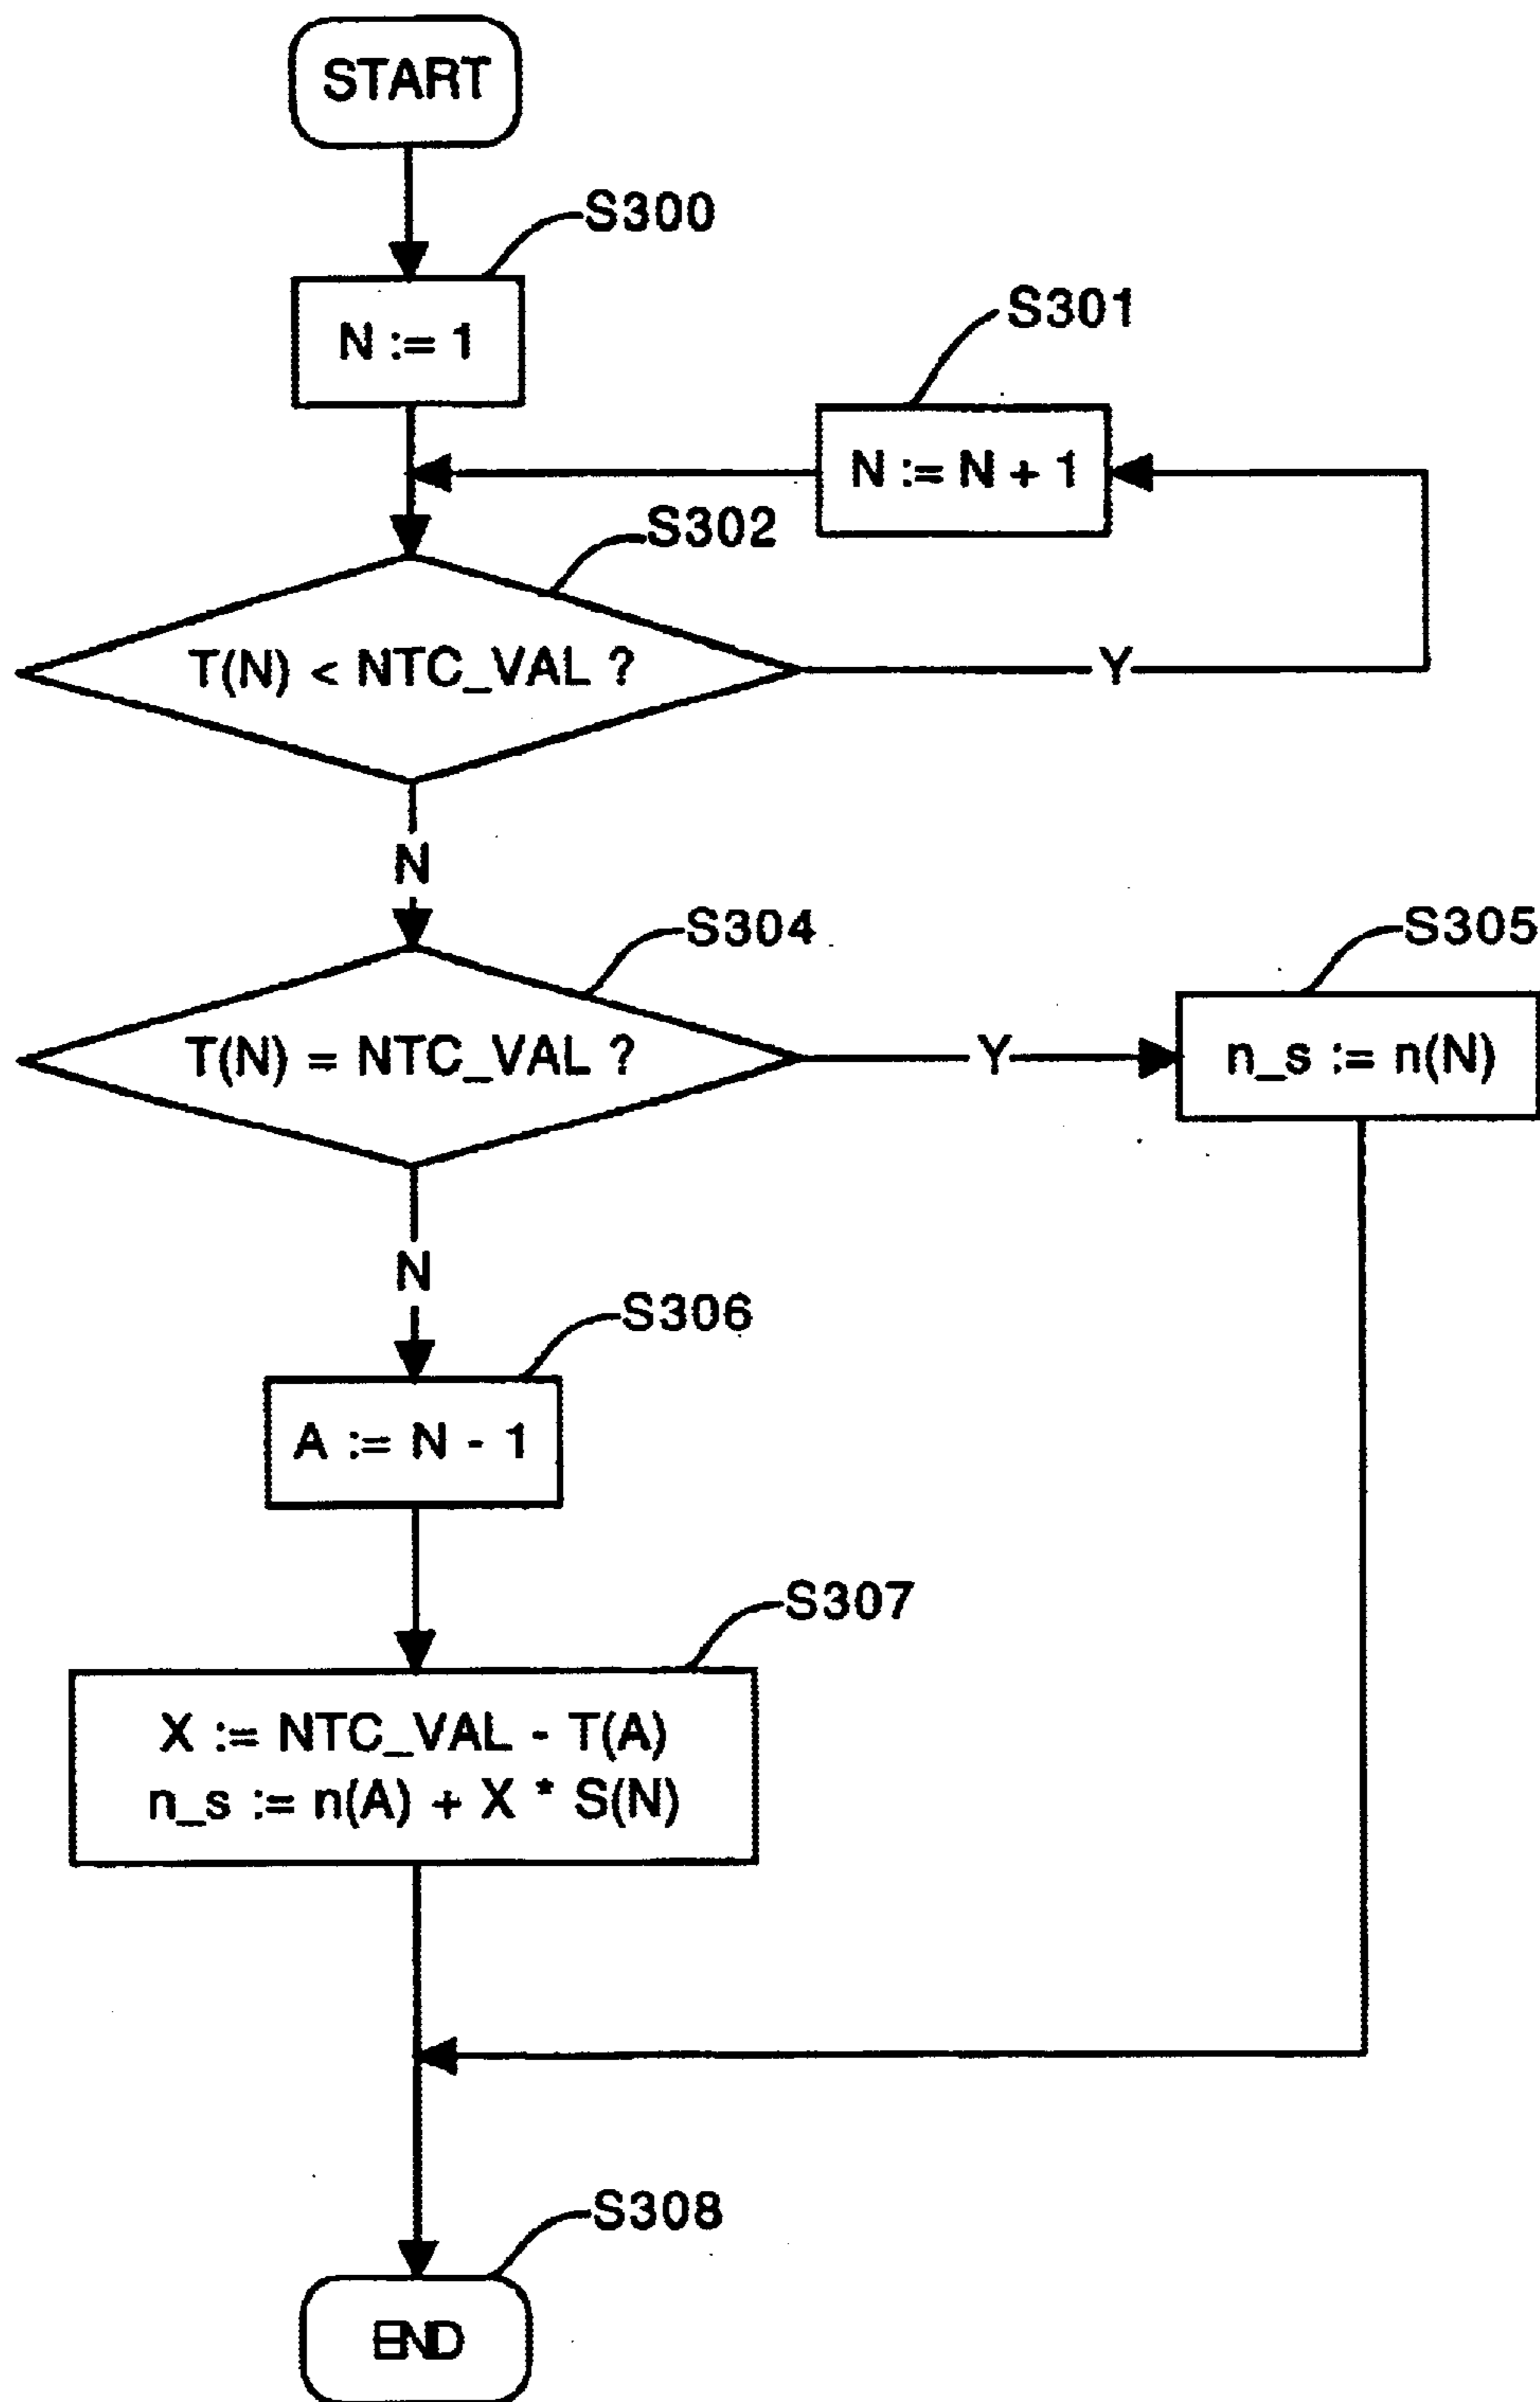 START
S300
N := 1
S301
N := N + 1
S302
T(N) < NTC_VAL ?
Y
N
S304
T(N) = NTC_VAL ?
Y
S305
n_s := n(N)
N
S306
A := N - 1
S307
X := NTC_VAL - T(A)
n_s := n(A) + X * S(N)
S308
END